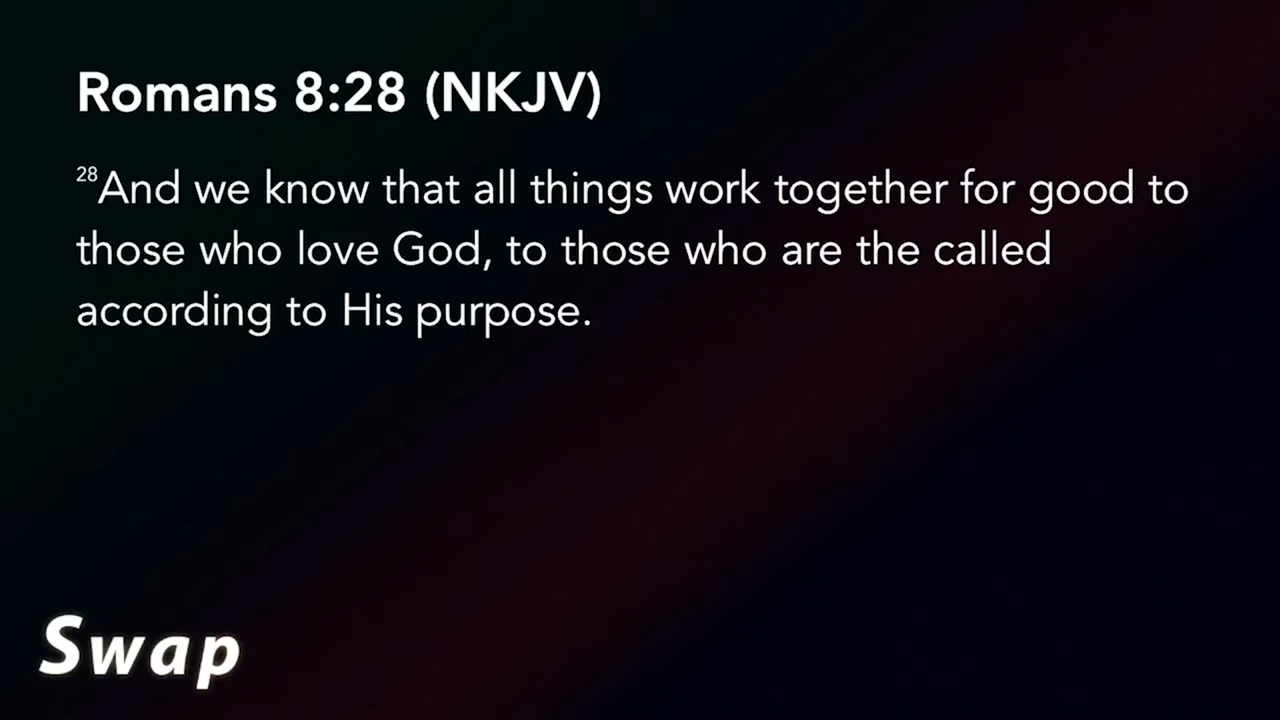 Romans 8:28 (NKJV)
28And we know that all things work together for good to
those who love God, to those who are the called
according to His purpose.
Swap